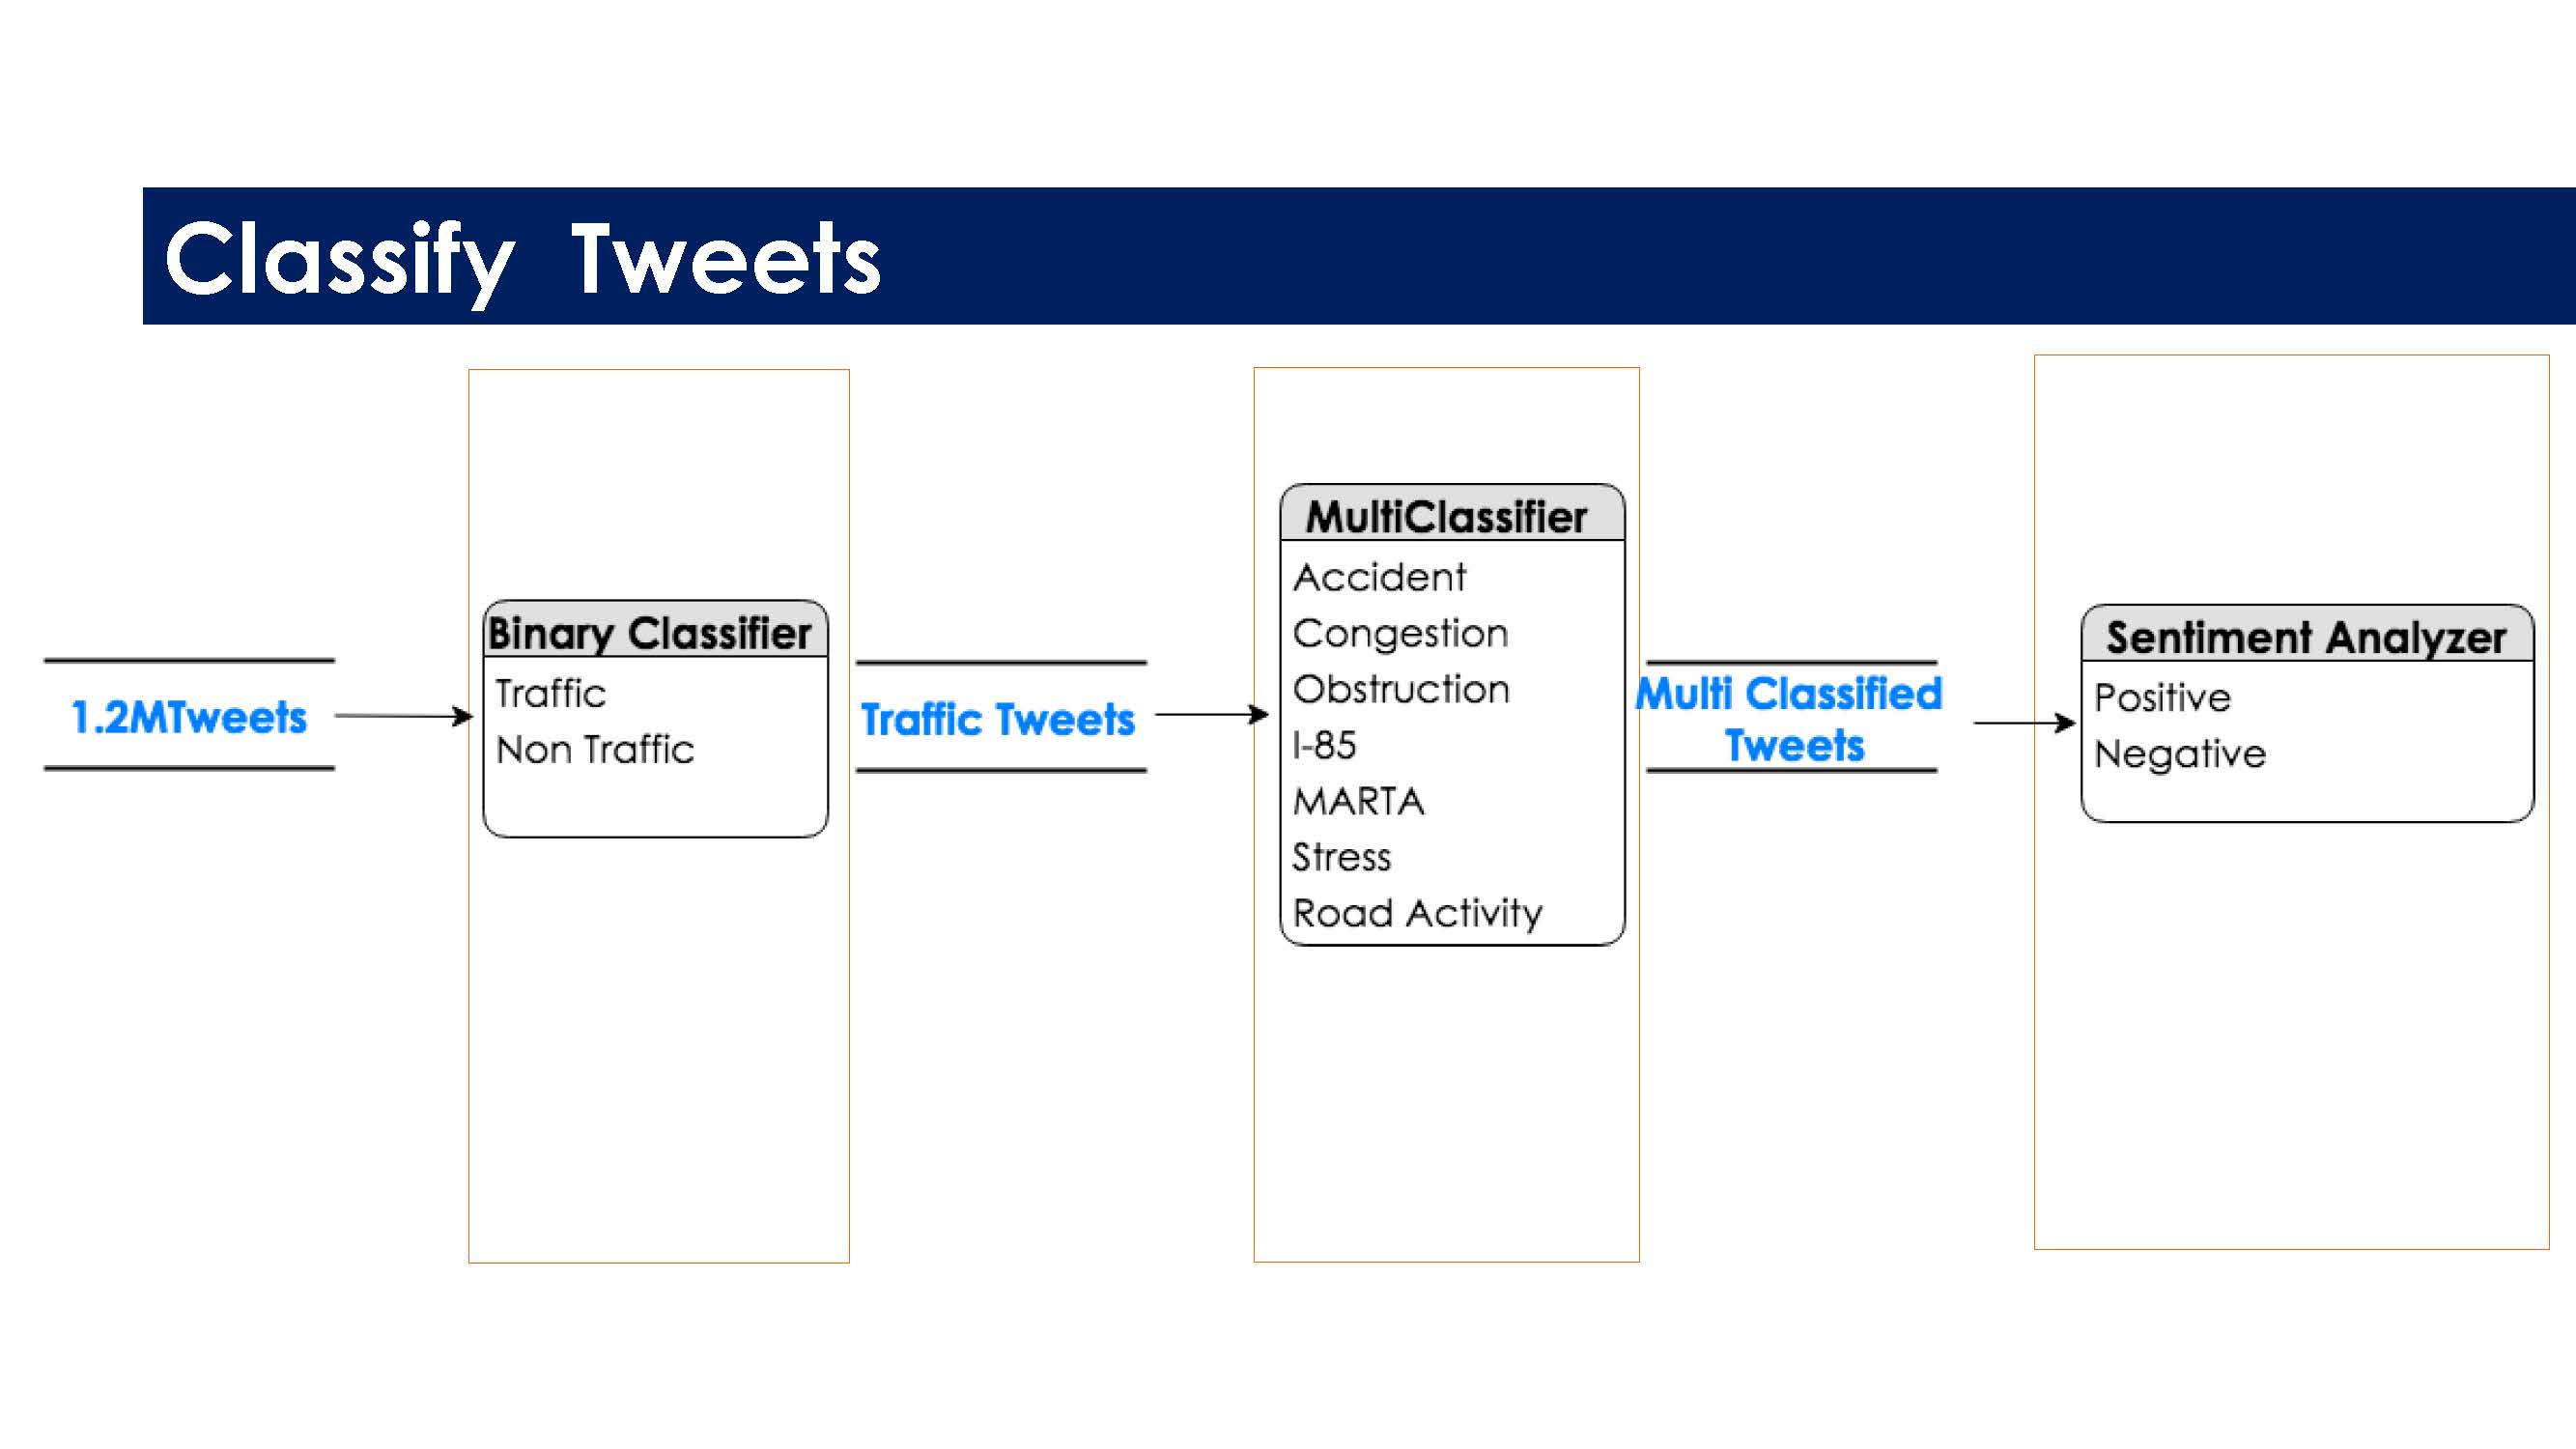 Classify Tweets
1.2MTweets
Binary Classifier
Traffic
Non Traffic
Traffic Tweets
MultiClassifier
Accident
Congestion
Obstruction
I-85
MARTA
Stress
Road Activity
Multi Classified
Tweets
Sentiment Analyzer
Positive
Negative